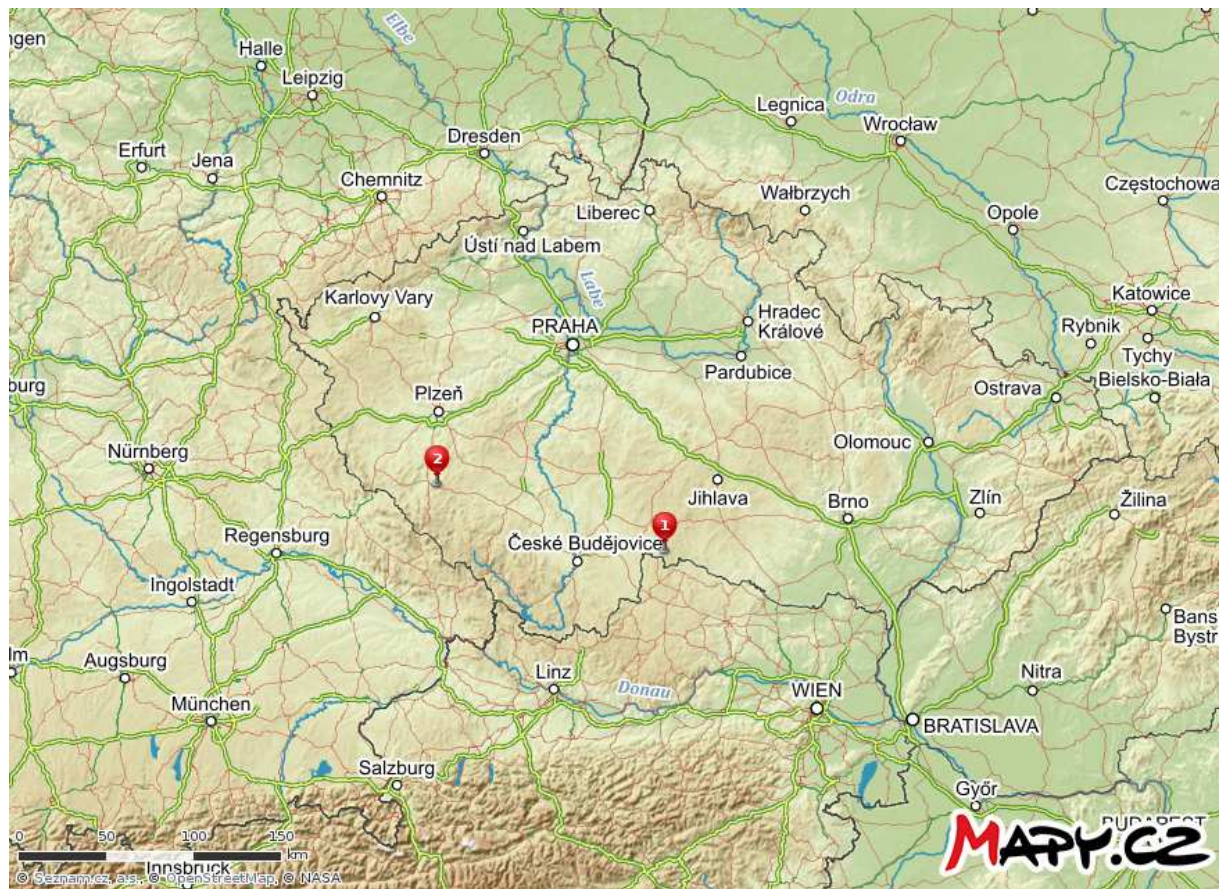 Elbe
ngen
Halle
Leipzig
Odra
Legnica
Wrocław
Dresden
Erfurt
Jena
Chemnitz
Wałbrzych
Częstochowa
Liberec
Opole
Ústí nad Labem
Labe
Karlovy Vary
Katowice
Hradec
Králové
PRAHA
Rybnik
Tychy
Pardubice
burg
Bielsko-Biała
Plzeň
Ostrava
Nürnberg
2
Olomouc
Jihlava
Brno
Zlín
Žilina
1
Regensburg
České Budějovice
Ingolstadt
Bans
Bystr
lm
Augsburg
Linz
Donau
WIEN
Nitra
München
BRATISLAVA
Salzburg
Győr
BUDAPEST
0 50 100 150
km
Innsbruck
MAPY.CZ
© Seznam.cz, a.s., © OpenStreetMap, © NASA